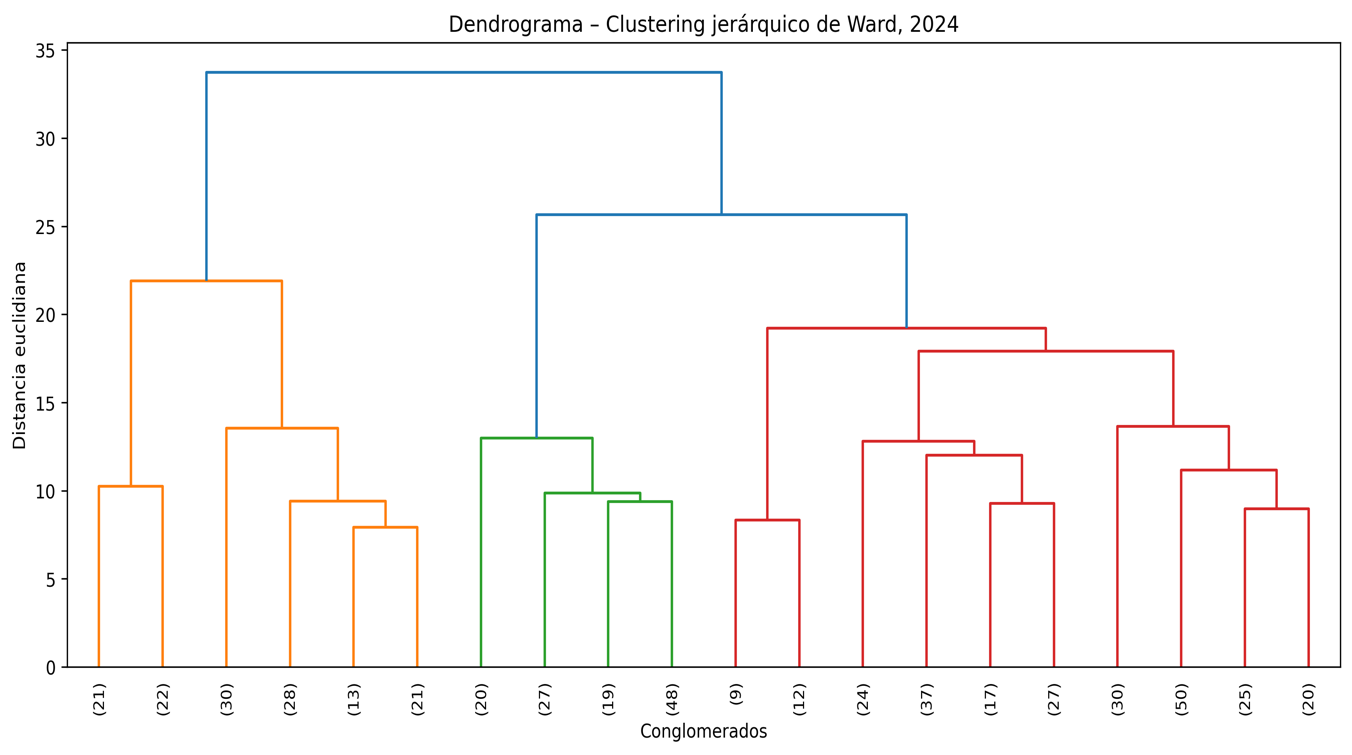 Dendrograma – Clustering jerárquico de Ward, 2024
35
30
25
20
15
10
5
0
Distancia euclidiana
(21) (22) (30) (28) (13) (21) (20) (27) (19) (48) (9) (12) (24) (37) (17) (27) (30) (50) (25) (20)
Conglomerados